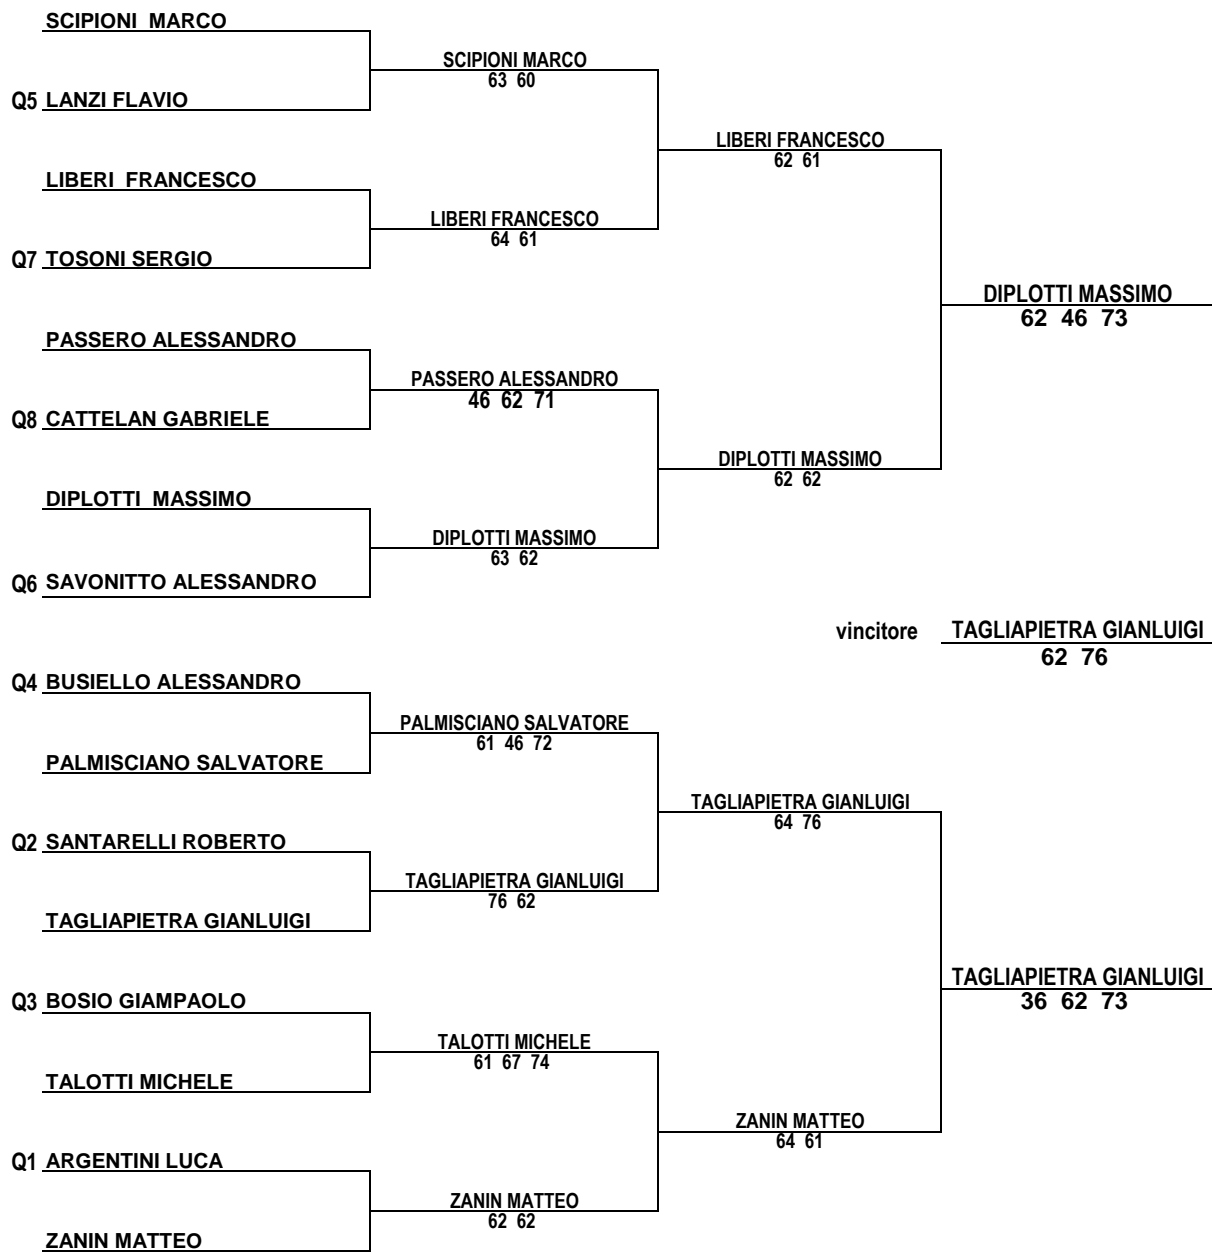 SCIPIONI MARCO
SCIPIONI MARCO
63 60
Q5 LANZI FLAVIO
LIBERI FRANCESCO
62 61
LIBERI FRANCESCO
LIBERI FRANCESCO
64 61
Q7 TOSONI SERGIO
DIPLOTTI MASSIMO
62 46 73
PASSERO ALESSANDRO
PASSERO ALESSANDRO
46 62 71
Q8 CATTELAN GABRIELE
DIPLOTTI MASSIMO
62 62
DIPLOTTI MASSIMO
DIPLOTTI MASSIMO
63 62
Q6 SAVONITTO ALESSANDRO
vincitore TAGLIAPIETRA GIANLUIGI
62 76
Q4 BUSIELLO ALESSANDRO
PALMISCIANO SALVATORE
61 46 72
PALMISCIANO SALVATORE
TAGLIAPIETRA GIANLUIGI
64 76
Q2 SANTARELLI ROBERTO
TAGLIAPIETRA GIANLUIGI
76 62
TAGLIAPIETRA GIANLUIGI
TAGLIAPIETRA GIANLUIGI
36 62 73
Q3 BOSIO GIAMPAOLO
TALOTTI MICHELE
61 67 74
TALOTTI MICHELE
ZANIN MATTEO
64 61
Q1 ARGENTINI LUCA
ZANIN MATTEO
62 62
ZANIN MATTEO